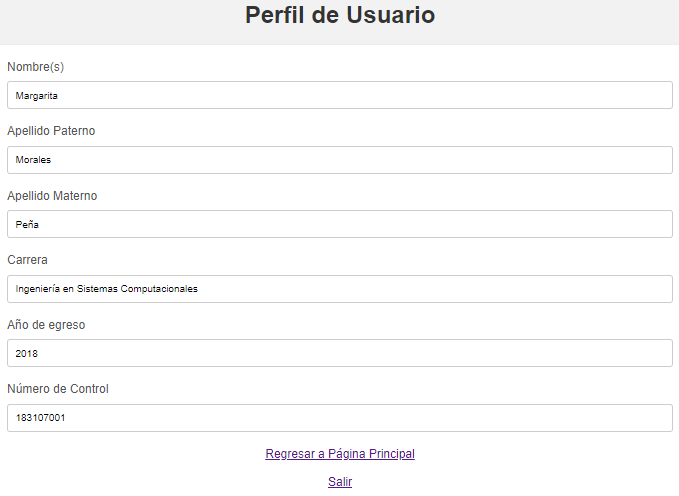 Perfil de Usuario
Nombre(s)
Margarita
Apellido Paterno
Morales
Apellido Materno
Peña
Carrera
Ingeniería en Sistemas Computacionales
Año de egreso
2018
Número de Control
183107001
Regresar a Página Principal
Salir